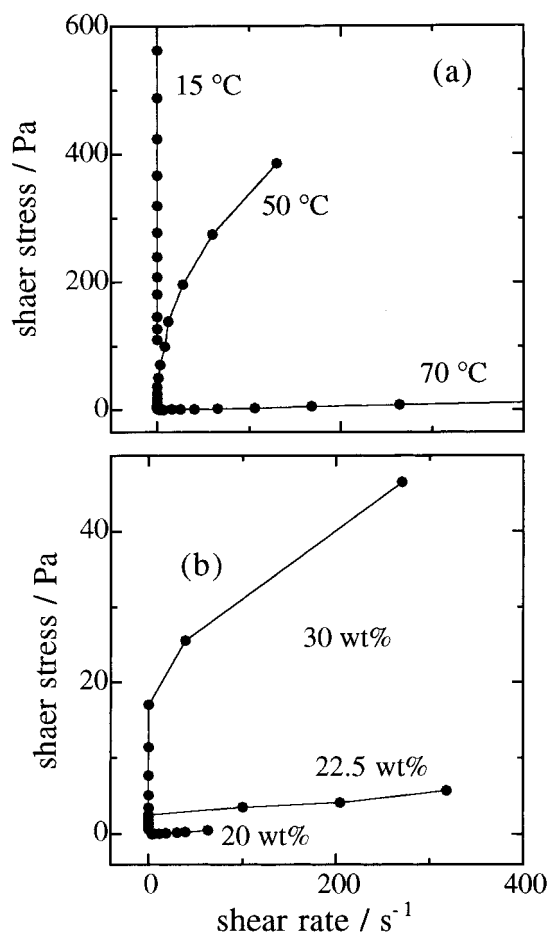 600
400
200
0
shaer stress / Pa
(a)
15 °C
50 °C
70 °C
40
20
0
shaer stress / Pa
(b)
30 wt%
22.5 wt%
20 wt%
0
200
400
shear rate / s⁻¹